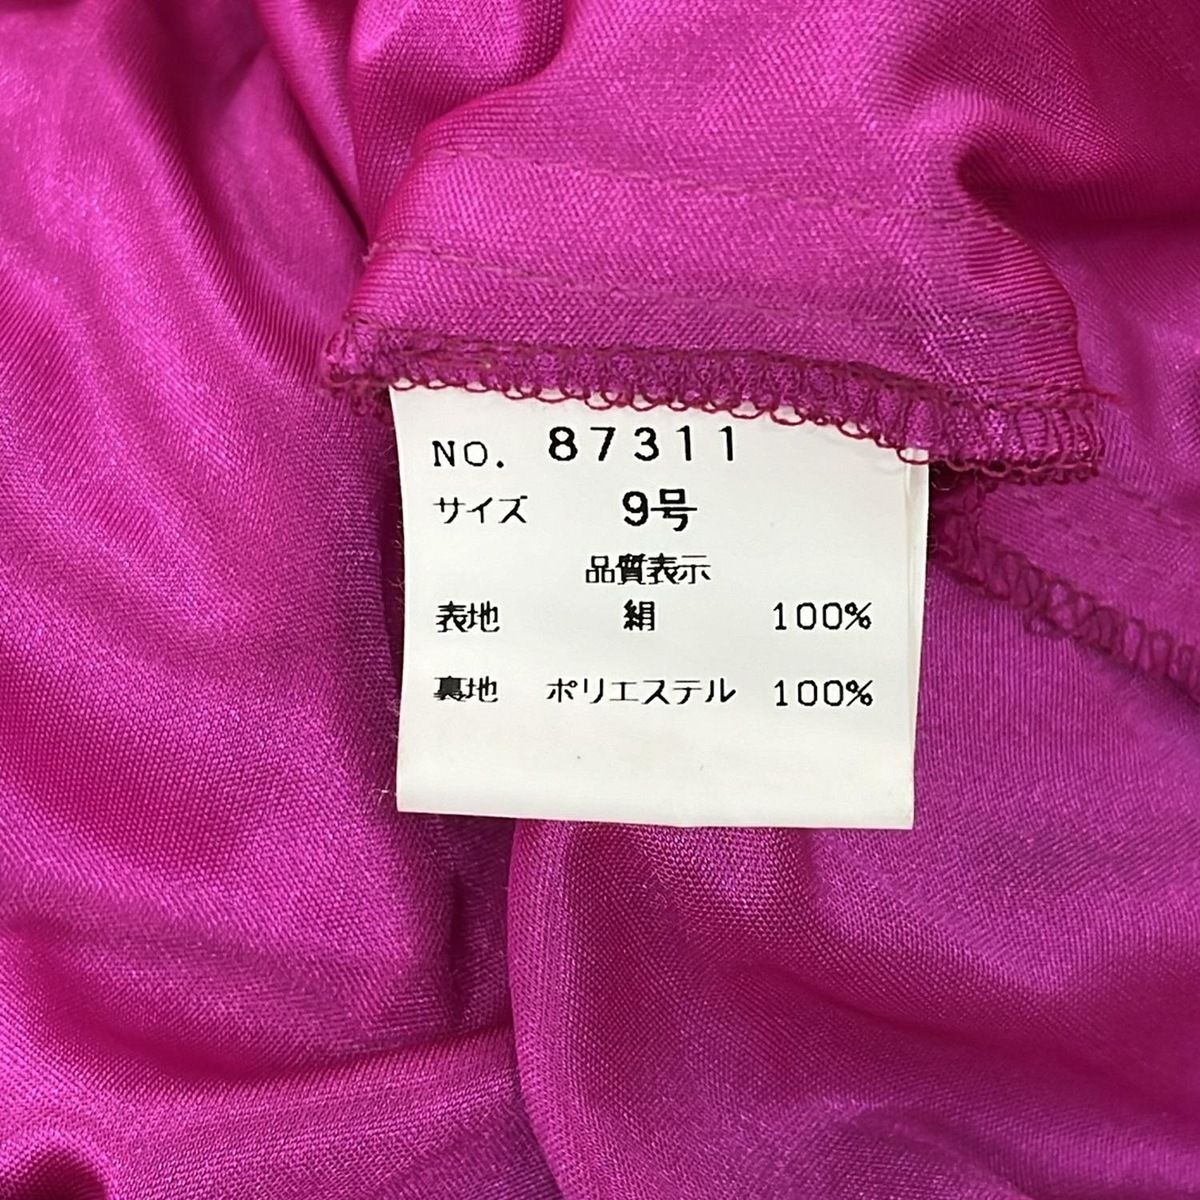 NO. 87311
サイズ 9号
品質表示
表地 絹 100%
裏地 ポリエステル 100%